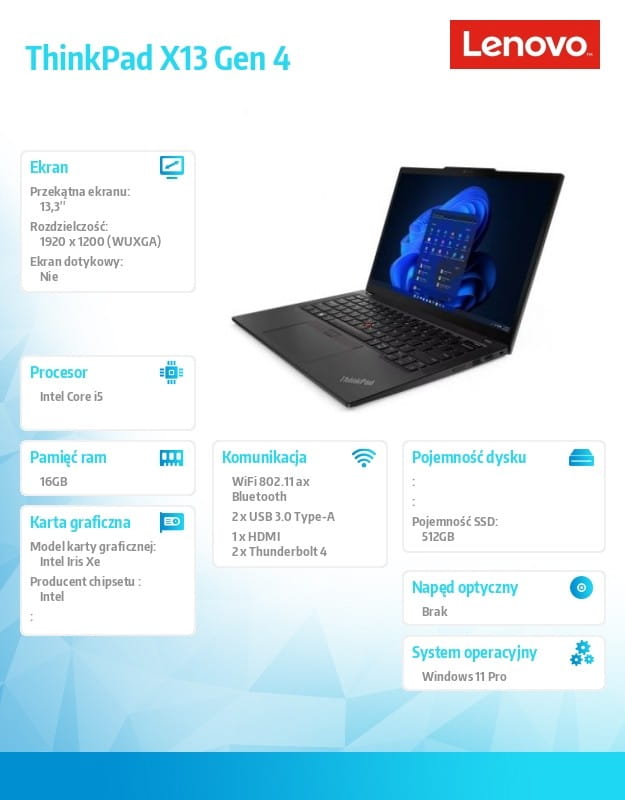 ThinkPad X13 Gen 4
Lenovo
Ekran
Przekątna ekranu:
13,3''
Rozdzielczość:
1920 x 1200 (WUXGA)
Ekran dotykowy:
Nie
ThinkPad
Procesor
Intel Core i5
Pamięć ram
16GB
Karta graficzna
Model karty graficznej:
Intel Iris Xe
Producent chipsetu :
Intel
:
Komunikacja
WiFi 802.11 ax
Bluetooth
2 x USB 3.0 Type-A
1 x HDMI
2 x Thunderbolt 4
Pojemność dysku
:
:
Pojemność SSD:
512GB
Napęd optyczny
Brak
System operacyjny
Windows 11 Pro